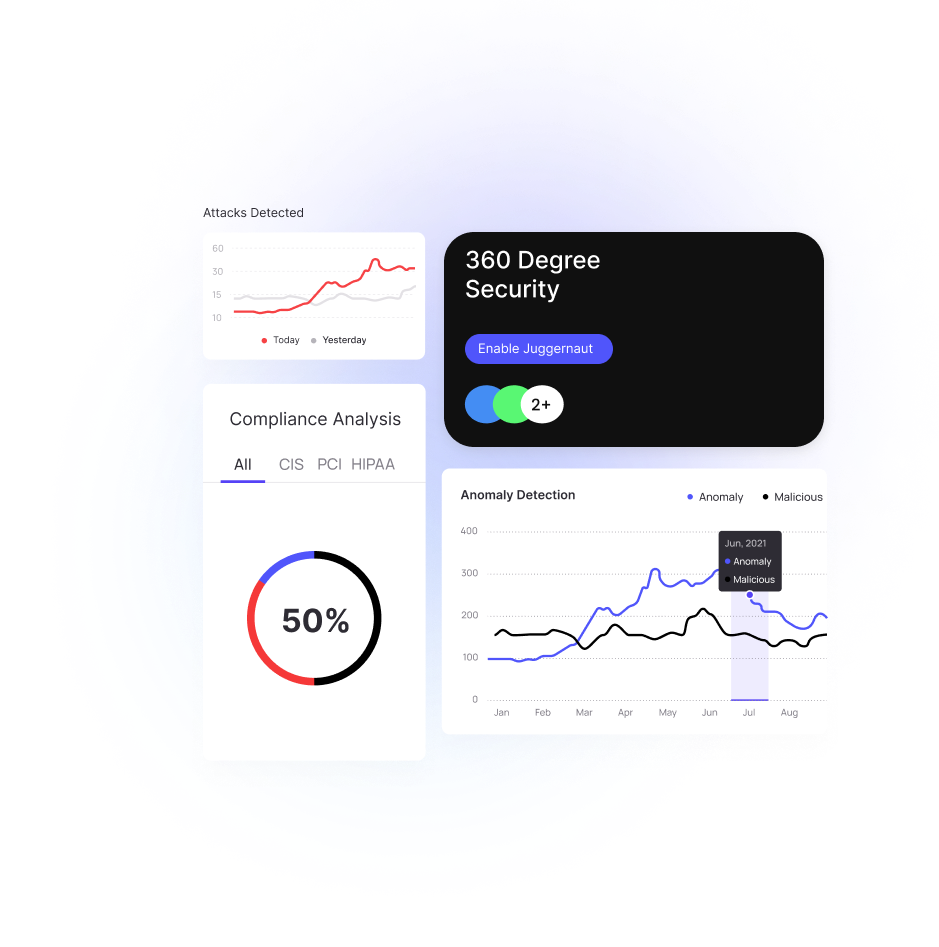 Attacks Detected
60
30
15
10
Today Yesterday
360 Degree
Security
Enable Juggernaut
2+
Compliance Analysis
All CIS PCI HIPAA
50%
Anomaly Detection
Anomaly Malicious
400
300
200
100
0
Jun, 2021
Anomaly
Malicious
Jan Feb Mar Apr May Jun Jul Aug